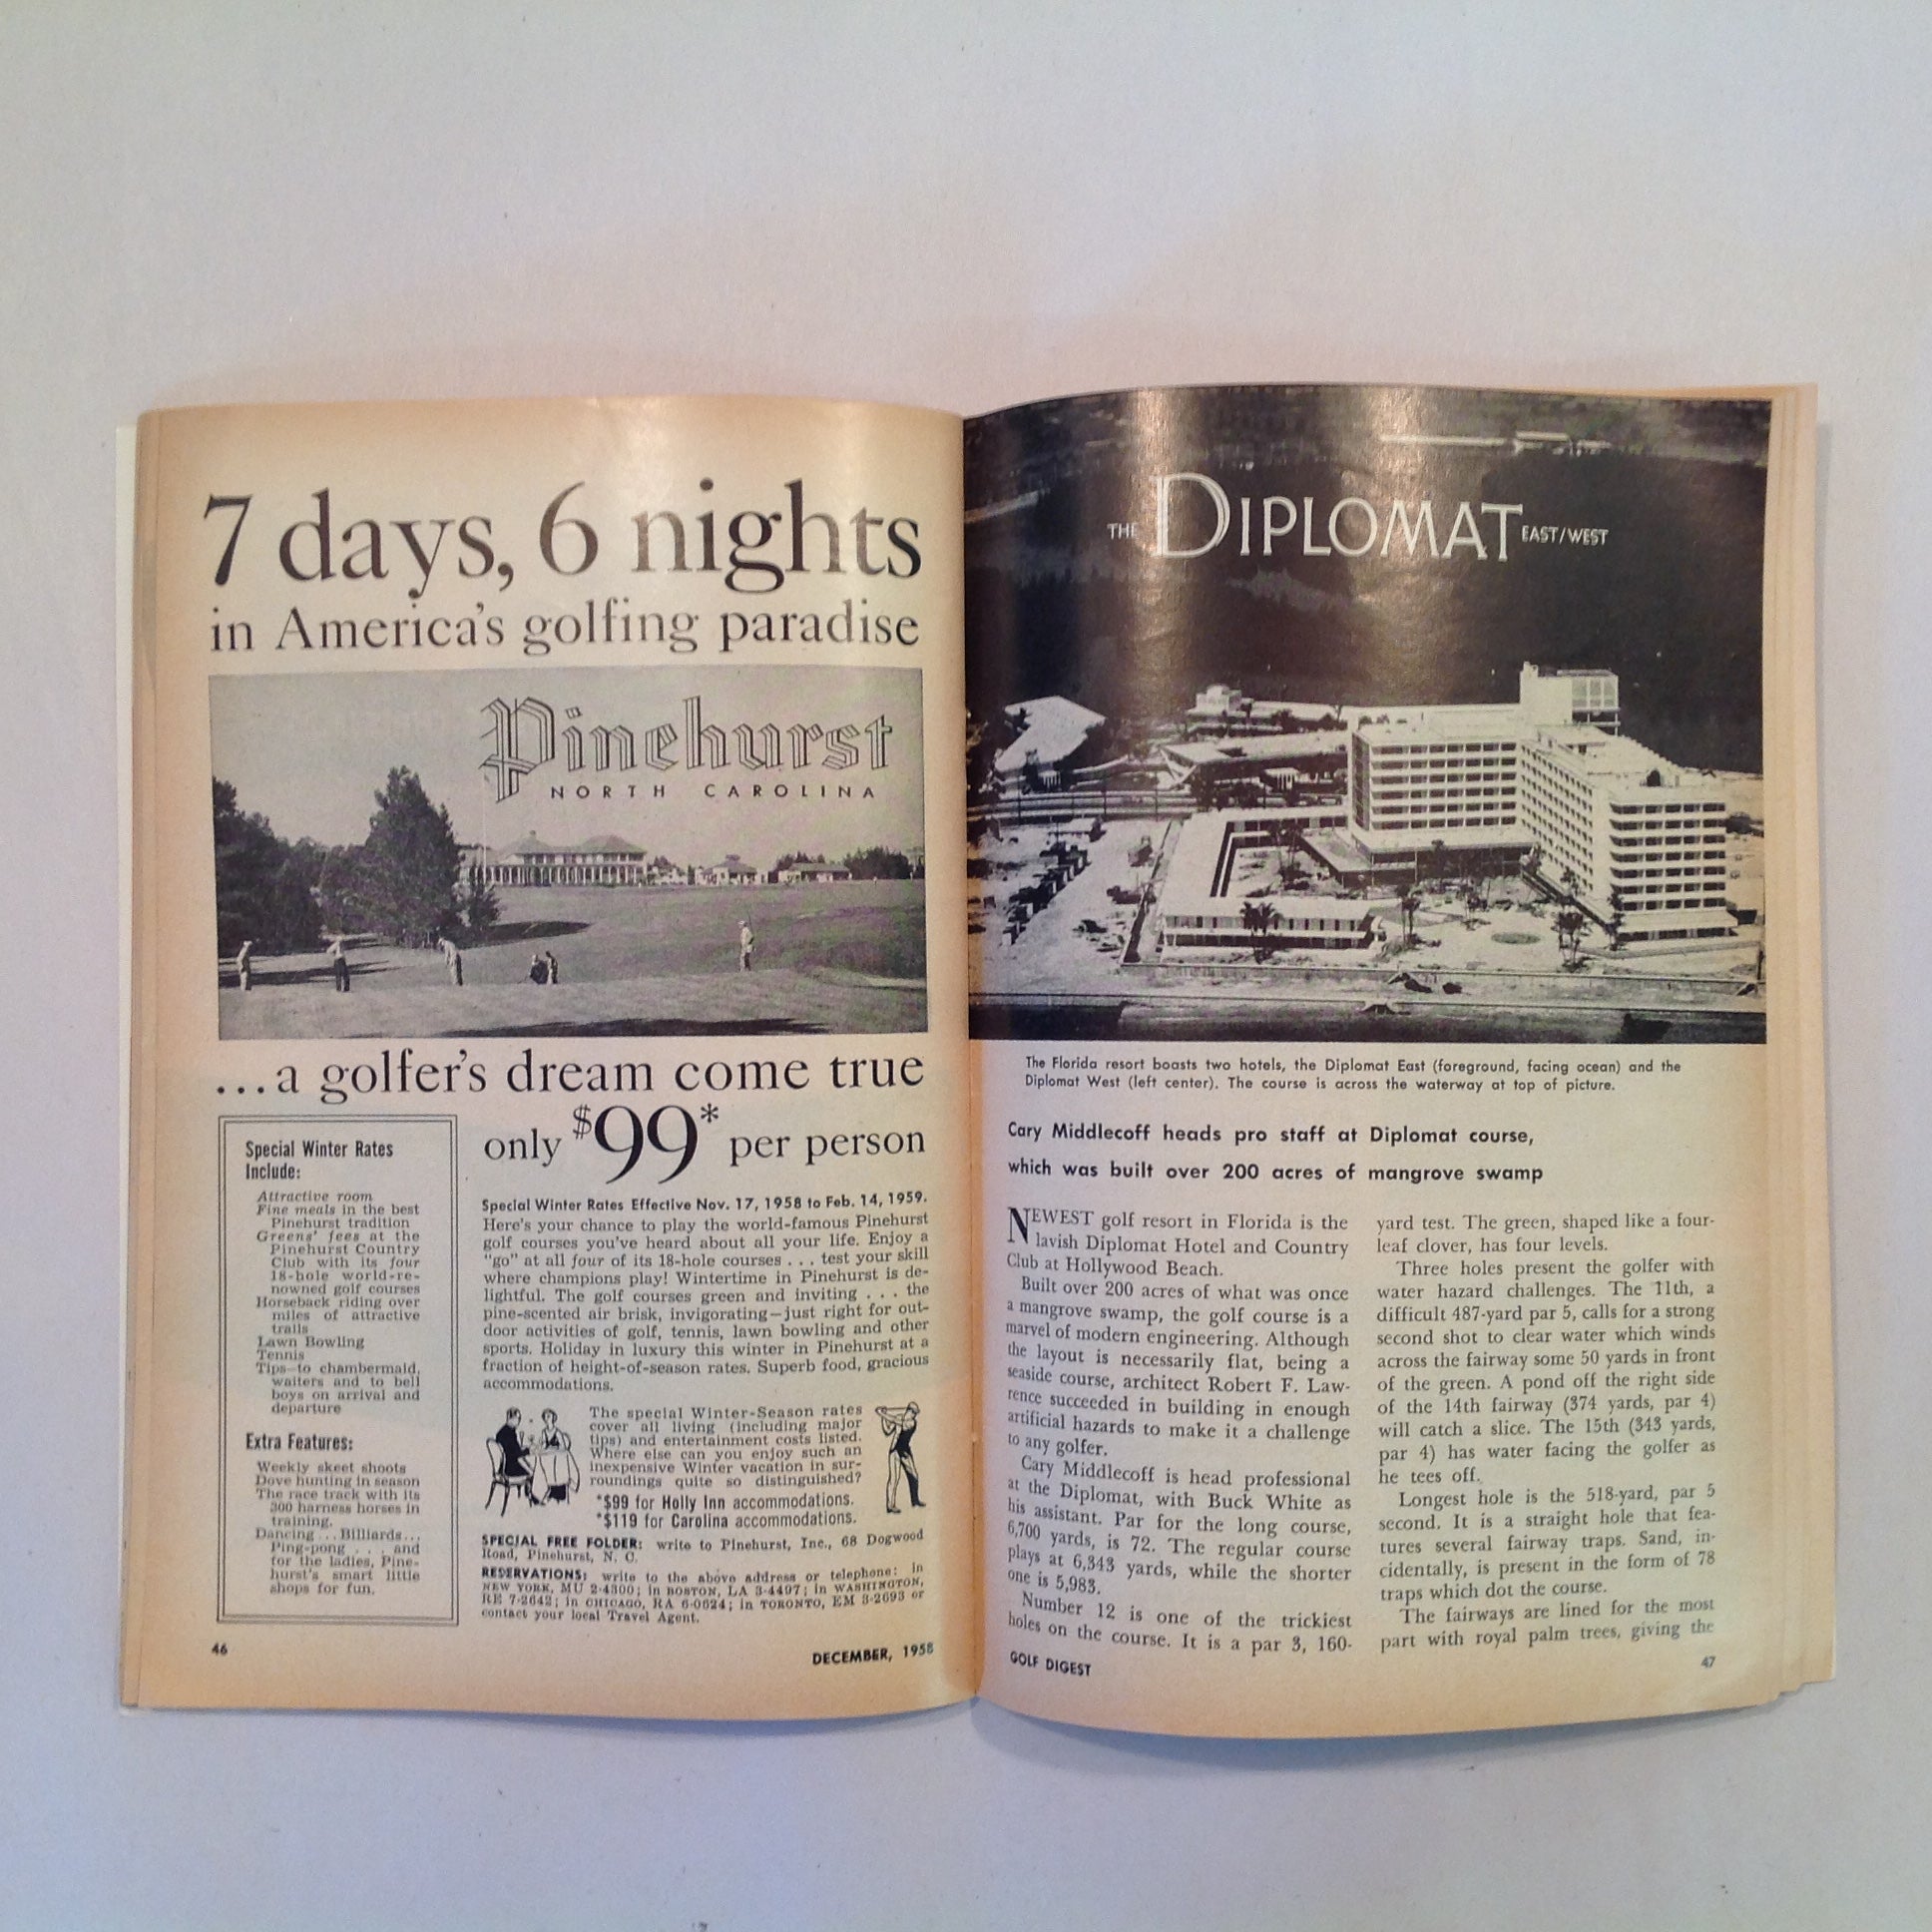 7 days, 6 nights
in America's golfing paradise
Pinehurst
NORTH CAROLINA
...a golfer's dream come true
only $99* per person
Special Winter Rates
Include:
Attractive room
Fine meals in the best
Pinehurst tradition
Greens' fees at the
Pinehurst Country
Club with its four
18-hole world-re-
nowned golf courses
Horseback riding over
miles of attractive
trails
Lawn Bowling
Tennis
Tips—to chambermaid,
waiters and to bell
boys on arrival and
departure
Extra Features:
Weekly skeet shoots
Dove hunting in season
The race track with its
300 harness horses in
training.
Dancing ... Billiards...
Ping-pong . . . and
for the ladies, Pine-
hurst's smart little
shops for fun.
Special Winter Rates Effective Nov. 17, 1958 to Feb. 14, 1959.
Here's your chance to play the world-famous Pinehurst
golf courses you've heard about all your life. Enjoy a
"go" at all four of its 18-hole courses . . . test your skill
where champions play! Wintertime in Pinehurst is de-
lightful. The golf courses green and inviting . . . the
pine-scented air brisk, invigorating—just right for out-
door activities of golf, tennis, lawn bowling and other
sports. Holiday in luxury this winter in Pinehurst at a
fraction of height-of-season rates. Superb food, gracious
accommodations.
The special Winter-Season rates
cover all living (including major
tips) and entertainment costs listed.
Where else can you enjoy such an
inexpensive Winter vacation in sur-
roundings quite so distinguished?
*$99 for Holly Inn accommodations.
*$119 for Carolina accommodations.
SPECIAL FREE FOLDER: write to Pinehurst, Inc., 68 Dogwood
Road, Pinehurst, N. C.
RESERVATIONS: write to the above address or telephone: in
NEW YORK, MU 2-4300; in BOSTON, LA 3-4497; in WASHINGTON,
RE 7-2642; in CHICAGO, RA 6-0624; in TORONTO, EM 3-2693 or
contact your local Travel Agent.
46
DECEMBER, 1958
THE DIPLOMAT EAST/WEST
The Florida resort boasts two hotels, the Diplomat East (foreground, facing ocean) and the
Diplomat West (left center). The course is across the waterway at top of picture.
Cary Middlecoff heads pro staff at Diplomat course,
which was built over 200 acres of mangrove swamp
NEWEST golf resort in Florida is the
lavish Diplomat Hotel and Country
Club at Hollywood Beach.
Built over 200 acres of what was once
a mangrove swamp, the golf course is a
marvel of modern engineering. Although
the layout is necessarily flat, being a
seaside course, architect Robert F. Law-
rence succeeded in building in enough
artificial hazards to make it a challenge
to any golfer.
Cary Middlecoff is head professional
at the Diplomat, with Buck White as
his assistant. Par for the long course,
6,700 yards, is 72. The regular course
plays at 6,343 yards, while the shorter
one is 5,983.
Number 12 is one of the trickiest
holes on the course. It is a par 3, 160-
yard test. The green, shaped like a four-
leaf clover, has four levels.
Three holes present the golfer with
water hazard challenges. The 11th, a
difficult 487-yard par 5, calls for a strong
second shot to clear water which winds
across the fairway some 50 yards in front
of the green. A pond off the right side
of the 14th fairway (374 yards, par 4)
will catch a slice. The 15th (343 yards,
par 4) has water facing the golfer as
he tees off.
Longest hole is the 518-yard, par 5
second. It is a straight hole that fea-
tures several fairway traps. Sand, in-
cidentally, is present in the form of 78
traps which dot the course.
The fairways are lined for the most
part with royal palm trees, giving the
GOLF DIGEST
47